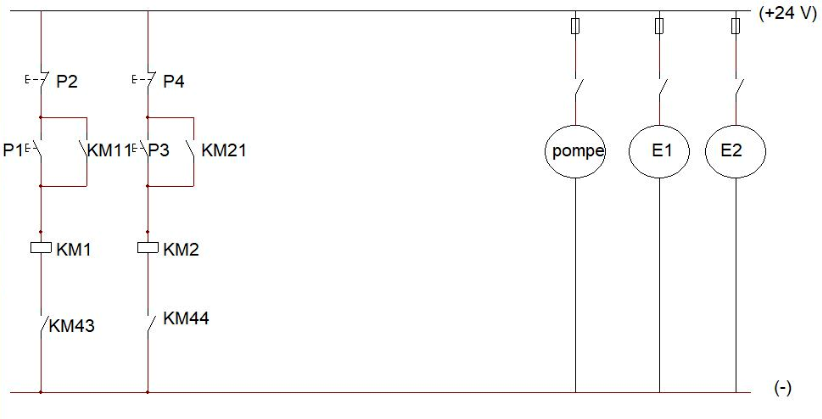 (+24 V)
P2
P4
P1
KM11
P3
KM21
pompe
E1
E2
KM1
KM2
KM43
KM44
(-)